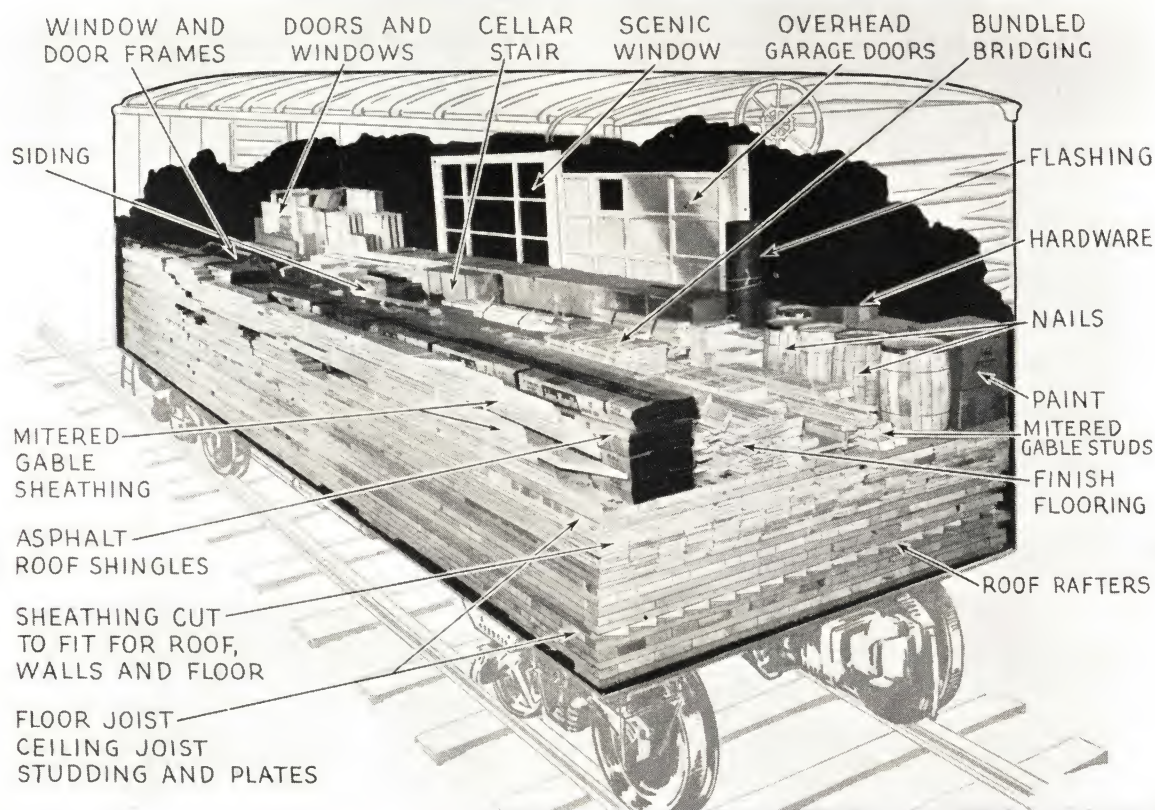 WINDOW AND
DOOR FRAMES
DOORS AND
WINDOWS
CELLAR
STAIR
SCENIC
WINDOW
OVERHEAD
GARAGE DOORS
BUNDLED
BRIDGING
SIDING
FLASHING
HARDWARE
NAILS
PAINT
MITERED
GABLE STUDS
FINISH
FLOORING
ROOF RAFTERS
MITERED
GABLE
SHEATHING
ASPHALT
ROOF SHINGLES
SHEATHING CUT
TO FIT FOR ROOF,
WALLS AND FLOOR
FLOOR JOIST
CEILING JOIST
STUDDING AND PLATES